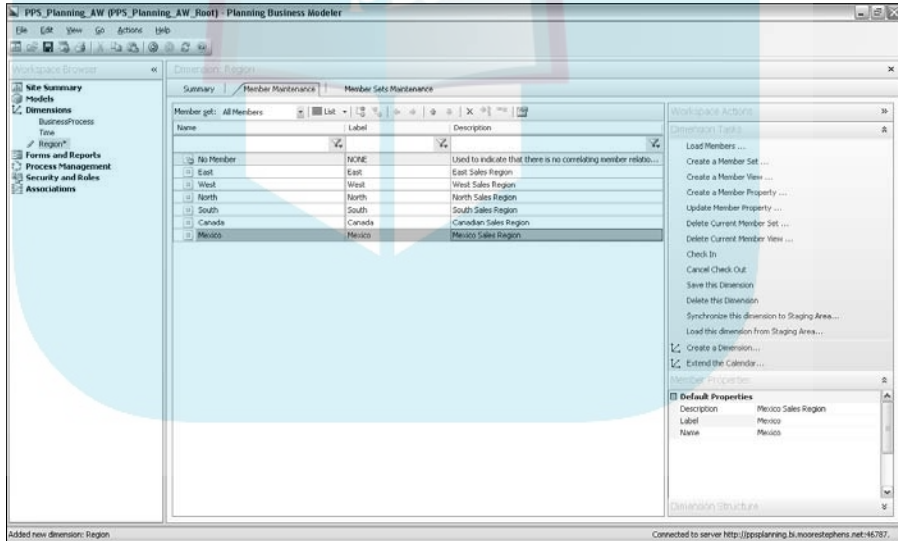 PPS_Planning_AW (PPS_Planning_AW_Root) - Planning Business Modeler
File Edit View Go Actions Help
Workspace Browser
Dimension: Region
Site Summary
Models
Dimensions
BusinessProcess
Time
Region*
Forms and Reports
Process Management
Security and Roles
Associations
Summary Member Maintenance Member Sets Maintenance
Member set: All Members List
Name Label Description
No Member NONE Used to indicate that there is no correlating member relatio...
East East East Sales Region
West West West Sales Region
North North North Sales Region
South South South Sales Region
Canada Canada Canadian Sales Region
Mexico Mexico Mexico Sales Region
Workspace Actions
Dimension Tasks
Load Members ...
Create a Member Set ...
Create a Member View ...
Create a Member Property ...
Update Member Property ...
Delete Current Member Set ...
Delete Current Member View ...
Check In
Cancel Check Out
Save this Dimension
Delete this Dimension
Synchronize this dimension to Staging Area...
Load this dimension from Staging Area...
Create a Dimension...
Extend the Calendar...
Member Properties
Default Properties
Description Mexico Sales Region
Label Mexico
Name Mexico
Dimension Structure
Added new dimension: Region
Connected to server http://ppsplanning.bi.moorestephens.net:46787.